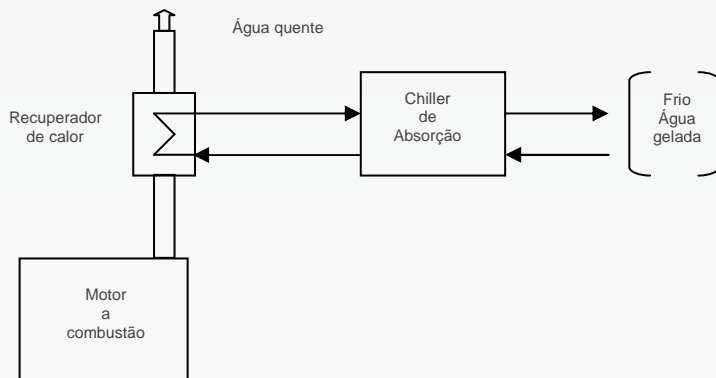 Água quente
Recuperador
de calor
Chiller
de
Absorção
Frio
Água
gelada
Motor
a
combustão